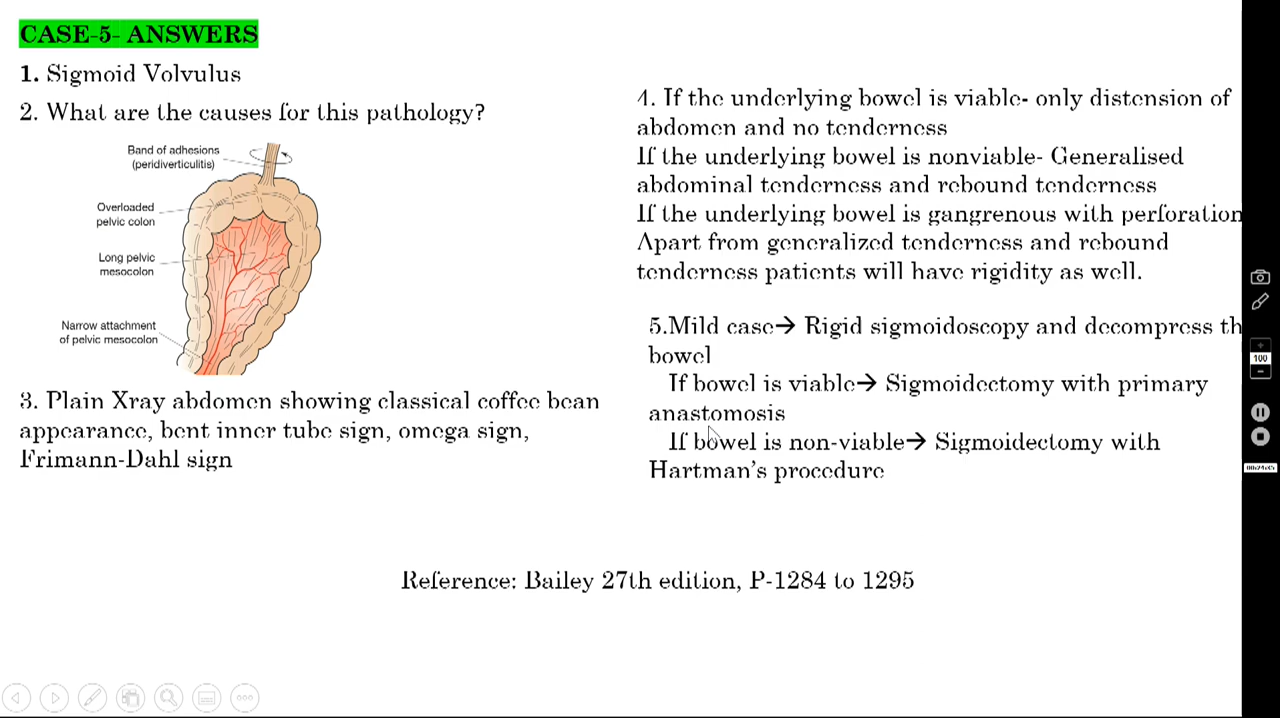 CASE-5- ANSWERS
1. Sigmoid Volvulus
2. What are the causes for this pathology?
Band of adhesions
(peridiverticulitis)
Overloaded
pelvic colon
Long pelvic
mesocolon
Narrow attachment
of pelvic mesocolon
3. Plain Xray abdomen showing classical coffee bean
appearance, bent inner tube sign, omega sign,
Frimann-Dahl sign
4. If the underlying bowel is viable- only distension of
abdomen and no tenderness
If the underlying bowel is nonviable- Generalised
abdominal tenderness and rebound tenderness
If the underlying bowel is gangrenous with perforation
Apart from generalized tenderness and rebound
tenderness patients will have rigidity as well.
5.Mild case→ Rigid sigmoidoscopy and decompress th
bowel
If bowel is viable→ Sigmoidectomy with primary
anastomosis
If bowel is non-viable→ Sigmoidectomy with
Hartman's procedure
Reference: Bailey 27th edition, P-1284 to 1295
100